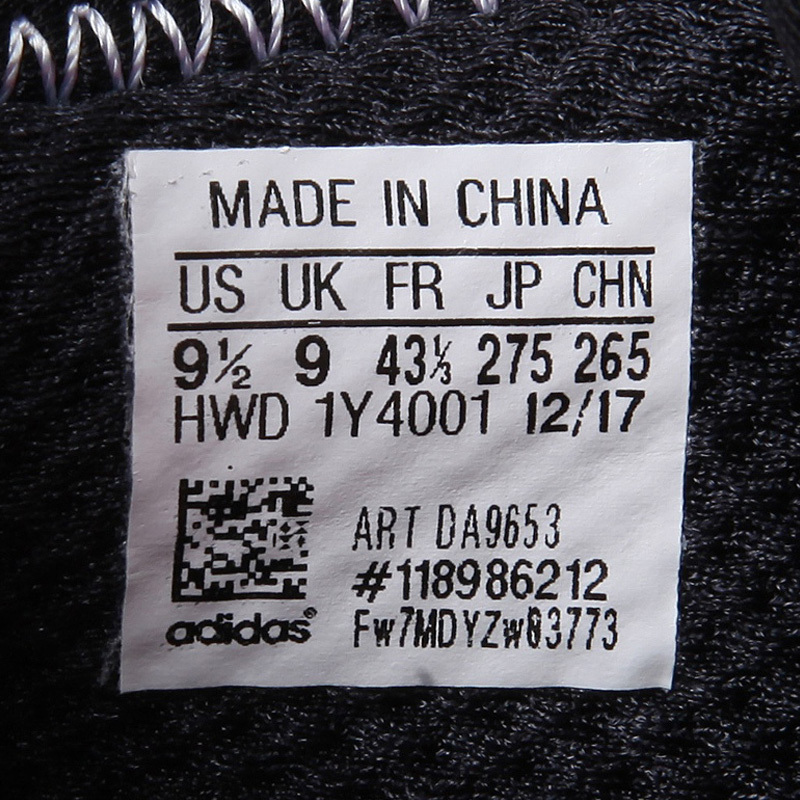 MADE IN CHINA
US UK FR JP CHN
9½ 9 43⅓ 275 265
HWD 1Y4001 12/17
ART DA9653
#118986212
adidas®